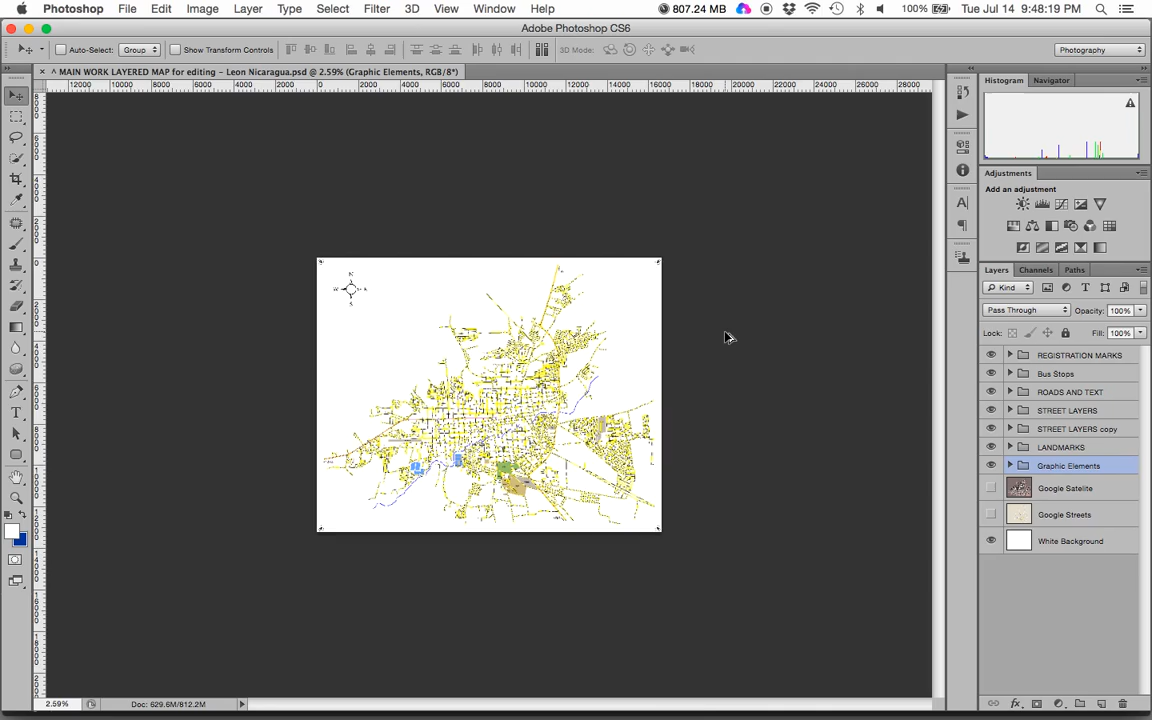 Photoshop File Edit Image Layer Type Select Filter 3D View Window Help 807.24 MB 100% Tue Jul 14 9:48:19 PM
Adobe Photoshop CS6
Auto-Select: Group Show Transform Controls 3D Mode: Photography
× ^ MAIN WORK LAYERED MAP for editing - Leon Nicaragua.psd @ 2.59% (Graphic Elements, RGB/8*)
12000 10000 8000 6000 4000 2000 0 2000 4000 6000 8000 10000 12000 14000 16000 18000 20000 22000 24000 26000 28000
Histogram Navigator
Adjustments
Add an adjustment
Layers Channels Paths
Kind
Pass Through Opacity: 100%
Lock: Fill: 100%
REGISTRATION MARKS
Bus Stops
ROADS AND TEXT
STREET LAYERS
STREET LAYERS copy
LANDMARKS
Graphic Elements
Google Satelite
Google Streets
White Background
N
S
2.59% Doc: 629.6M/812.2M